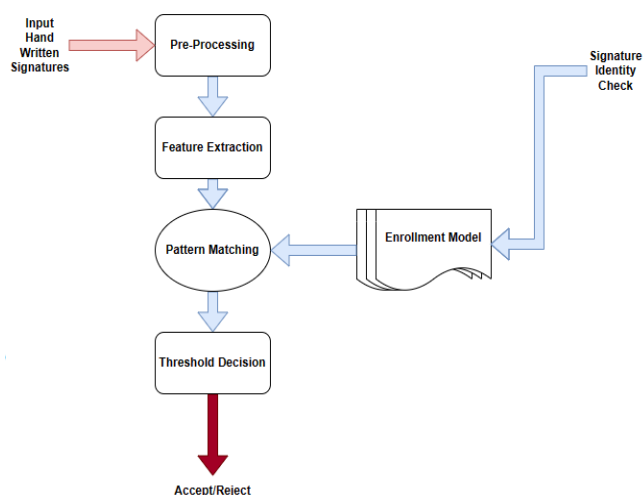 Input
Hand
Written
Signatures
Pre-Processing
Signature
Identity
Check
Feature Extraction
Pattern Matching
Enrollment Model
Threshold Decision
Accept/Reject